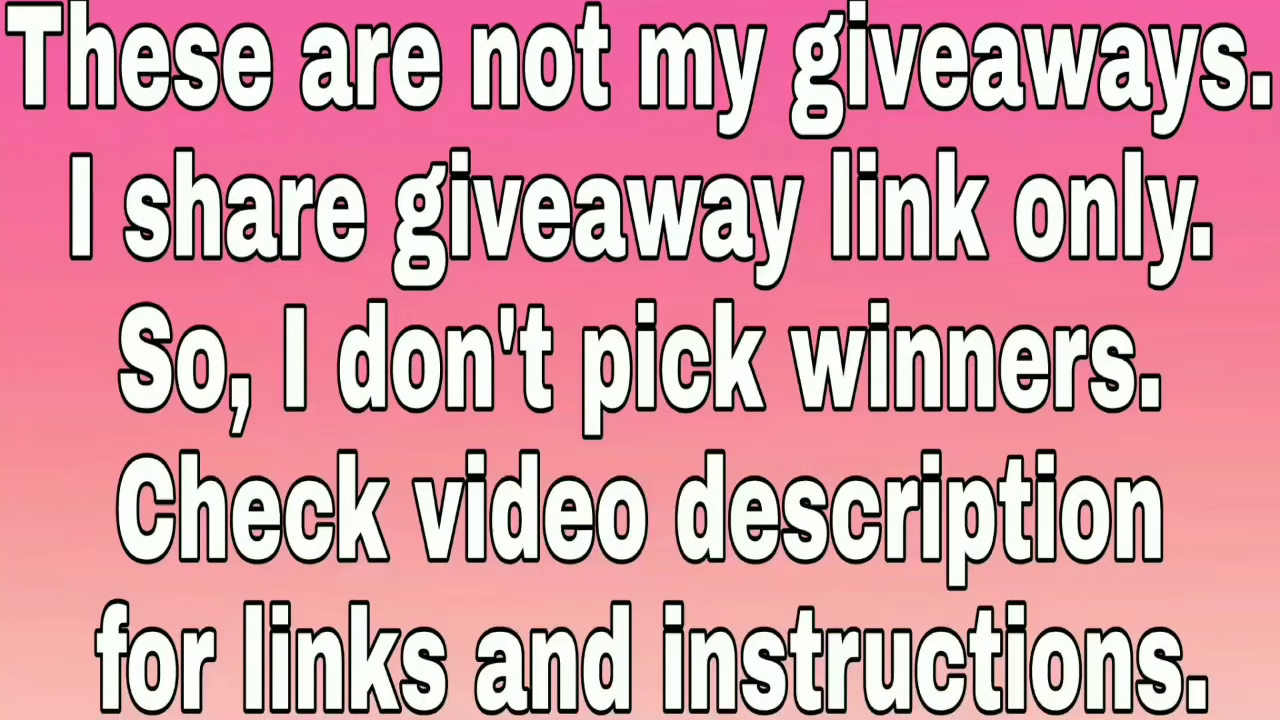 These are not my giveaways.
I share giveaway link only.
So, I don't pick winners.
Check video description
for links and instructions.